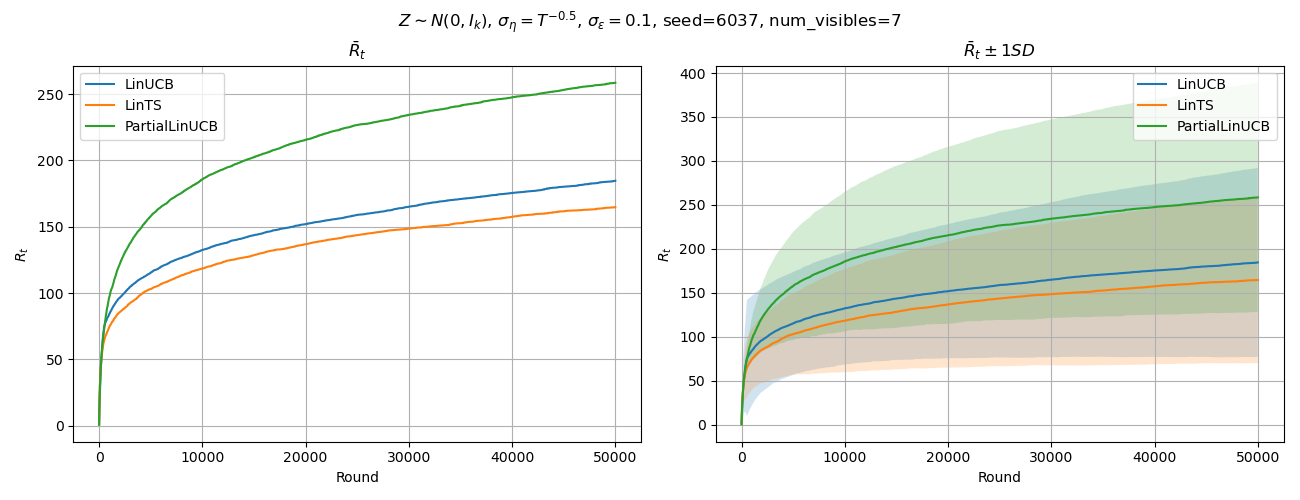 Z ∼ N(0, I_k), σ_η = T^{−0.5}, σ_ε = 0.1, seed=6037, num_visibles=7
R̄_t
R_t
250
200
150
100
50
0
LinUCB
LinTS
PartialLinUCB
0 10000 20000 30000 40000 50000
Round
R̄_t ± 1SD
R_t
400
350
300
250
200
150
100
50
0
LinUCB
LinTS
PartialLinUCB
0 10000 20000 30000 40000 50000
Round